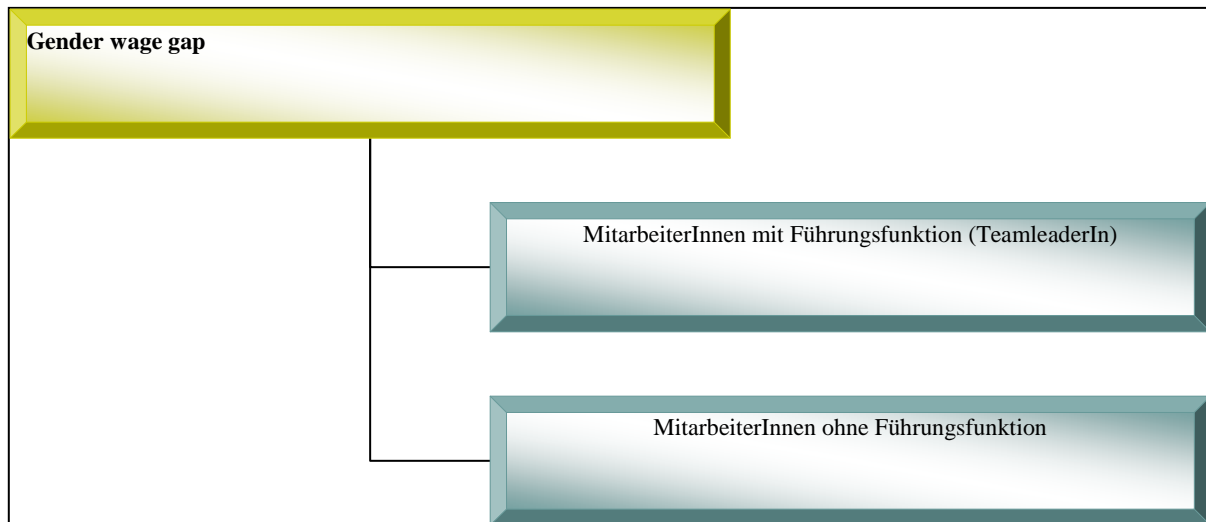 Gender wage gap
MitarbeiterInnen mit Führungsfunktion (TeamleaderIn)
MitarbeiterInnen ohne Führungsfunktion